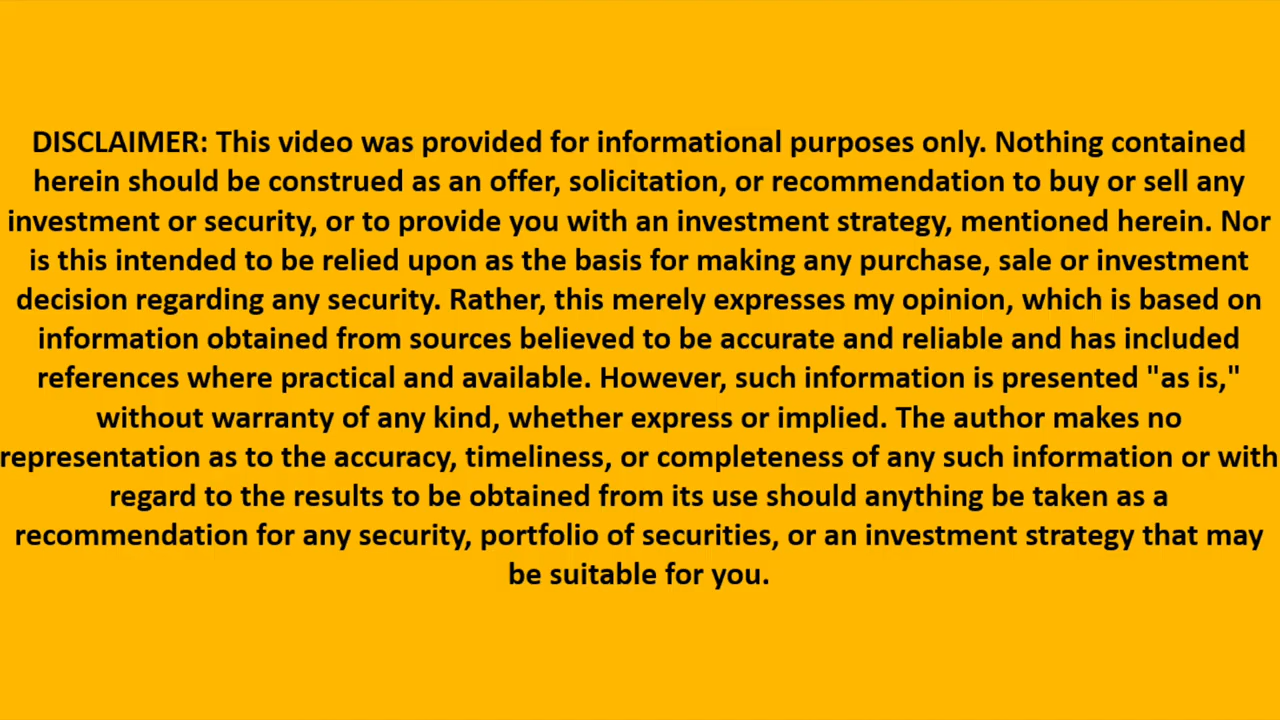 DISCLAIMER: This video was provided for informational purposes only. Nothing contained
herein should be construed as an offer, solicitation, or recommendation to buy or sell any
investment or security, or to provide you with an investment strategy, mentioned herein. Nor
is this intended to be relied upon as the basis for making any purchase, sale or investment
decision regarding any security. Rather, this merely expresses my opinion, which is based on
information obtained from sources believed to be accurate and reliable and has included
references where practical and available. However, such information is presented "as is,"
without warranty of any kind, whether express or implied. The author makes no
representation as to the accuracy, timeliness, or completeness of any such information or with
regard to the results to be obtained from its use should anything be taken as a
recommendation for any security, portfolio of securities, or an investment strategy that may
be suitable for you.